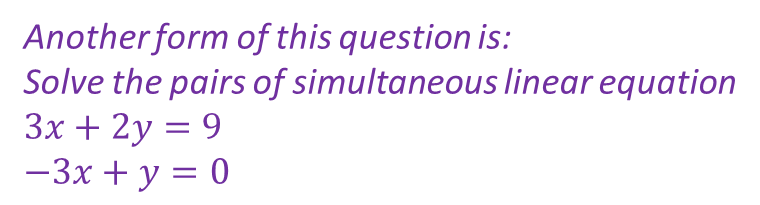 Another form of this question is:
Solve the pairs of simultaneous linear equation
3x + 2y = 9
−3x + y = 0